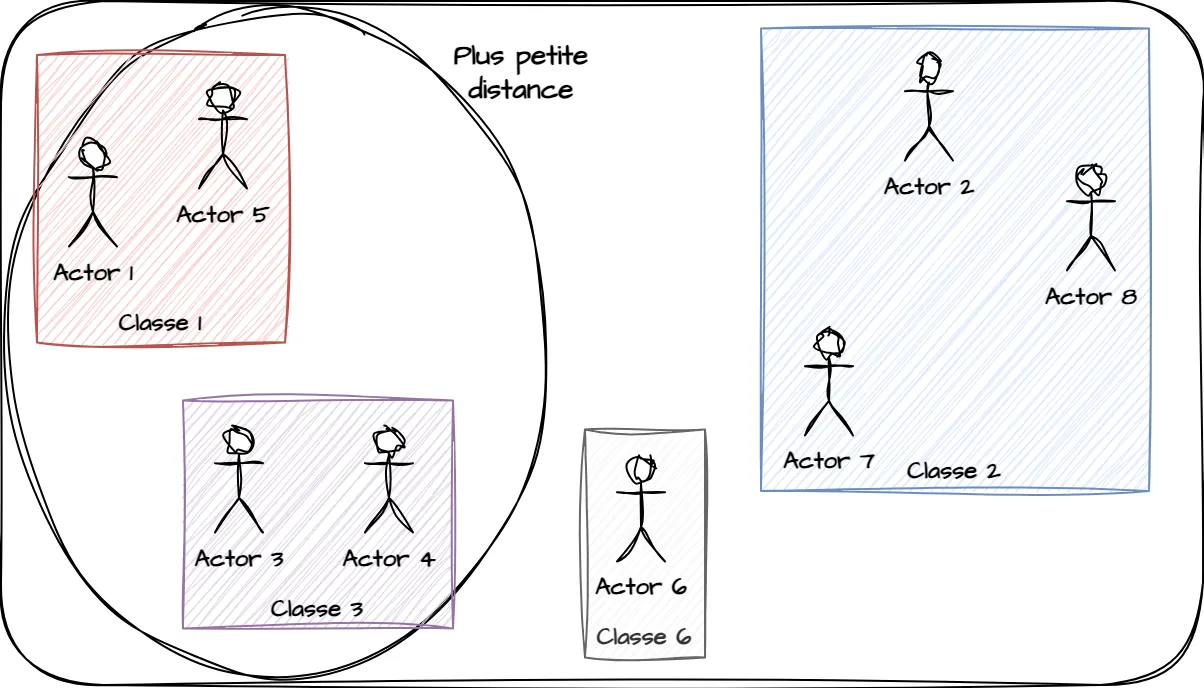 Plus petite
distance
Actor 5
Actor 1
Classe 1
Actor 2
Actor 8
Actor 7
Classe 2
Actor 3
Actor 4
Classe 3
Actor 6
Classe 6